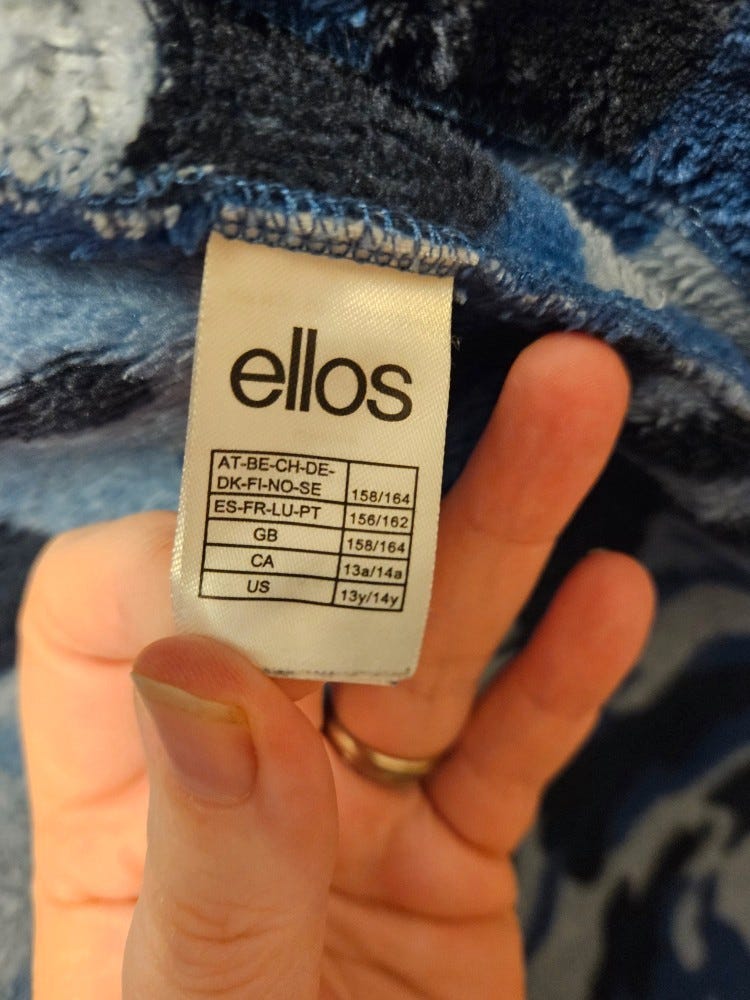 ellos
AT-BE-CH-DE-
DK-FI-NO-SE 158/164
ES-FR-LU-PT 156/162
GB 158/164
CA 13a/14a
US 13y/14y